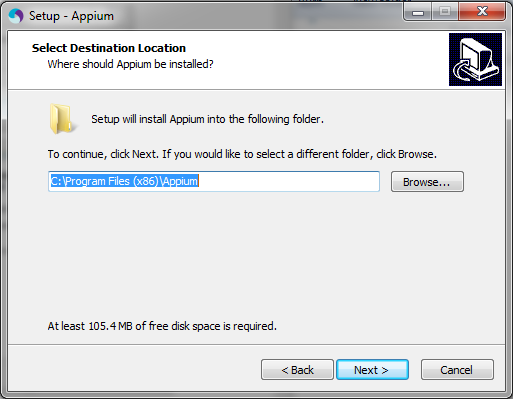 Setup - Appium
Select Destination Location
Where should Appium be installed?
Setup will install Appium into the following folder.
To continue, click Next. If you would like to select a different folder, click Browse.
C:\Program Files (x86)\Appium
Browse...
At least 105.4 MB of free disk space is required.
< Back
Next >
Cancel